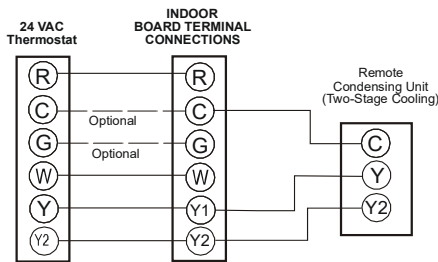 24 VAC
Thermostat
INDOOR
BOARD TERMINAL
CONNECTIONS
Remote
Condensing Unit
(Two-Stage Cooling)
R
R
C
Optional
C
G
Optional
G
W
W
Y
Y1
Y2
Y2
C
Y
Y2